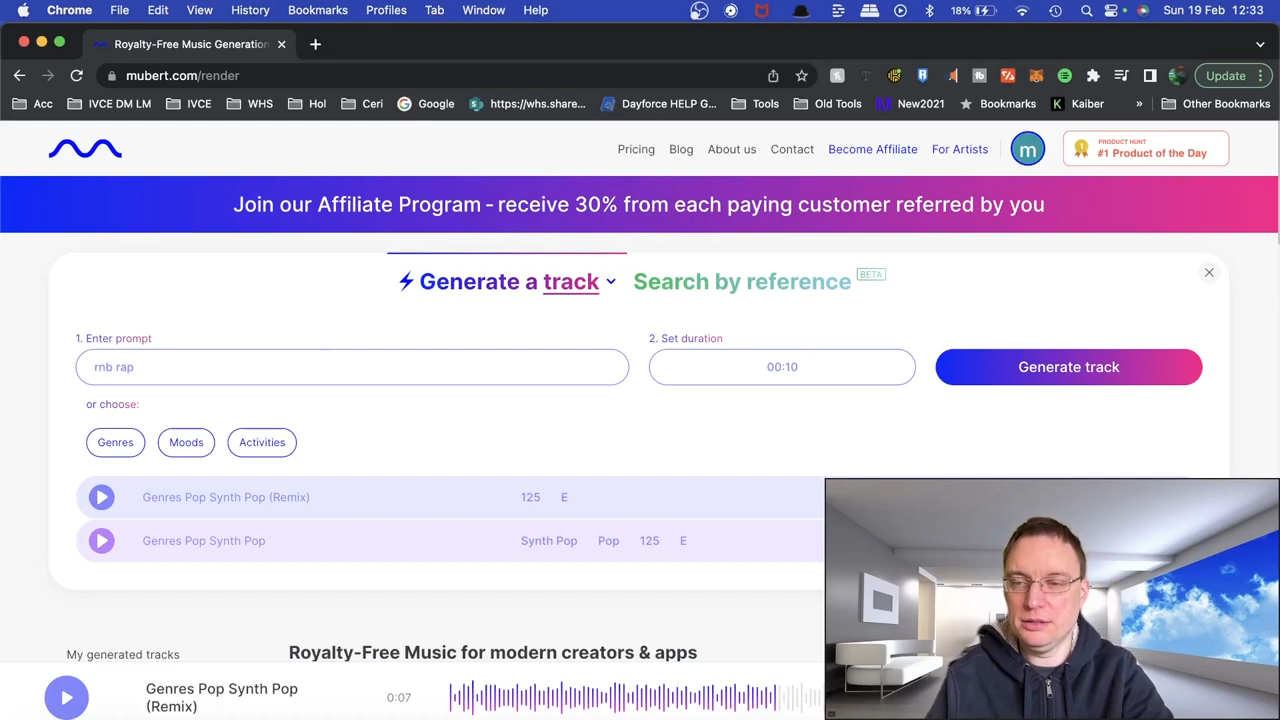 Chrome File Edit View History Bookmarks Profiles Tab Window Help 18% Sun 19 Feb 12:33
Royalty-Free Music Generation
mubert.com/render Update
Acc IVCE DM LM IVCE WHS Hol Ceri Google https://whs.share... Dayforce HELP G... Tools Old Tools New2021 Bookmarks Kaiber » Other Bookmarks
Pricing Blog About us Contact Become Affiliate For Artists m PRODUCT HUNT
#1 Product of the Day
Join our Affiliate Program - receive 30% from each paying customer referred by you
Generate a track Search by reference BETA
1. Enter prompt 2. Set duration
rnb rap 00:10 Generate track
or choose:
Genres Moods Activities
Genres Pop Synth Pop (Remix) 125 E
Genres Pop Synth Pop Synth Pop Pop 125 E
My generated tracks Royalty-Free Music for modern creators & apps
Genres Pop Synth Pop
(Remix) 0:07